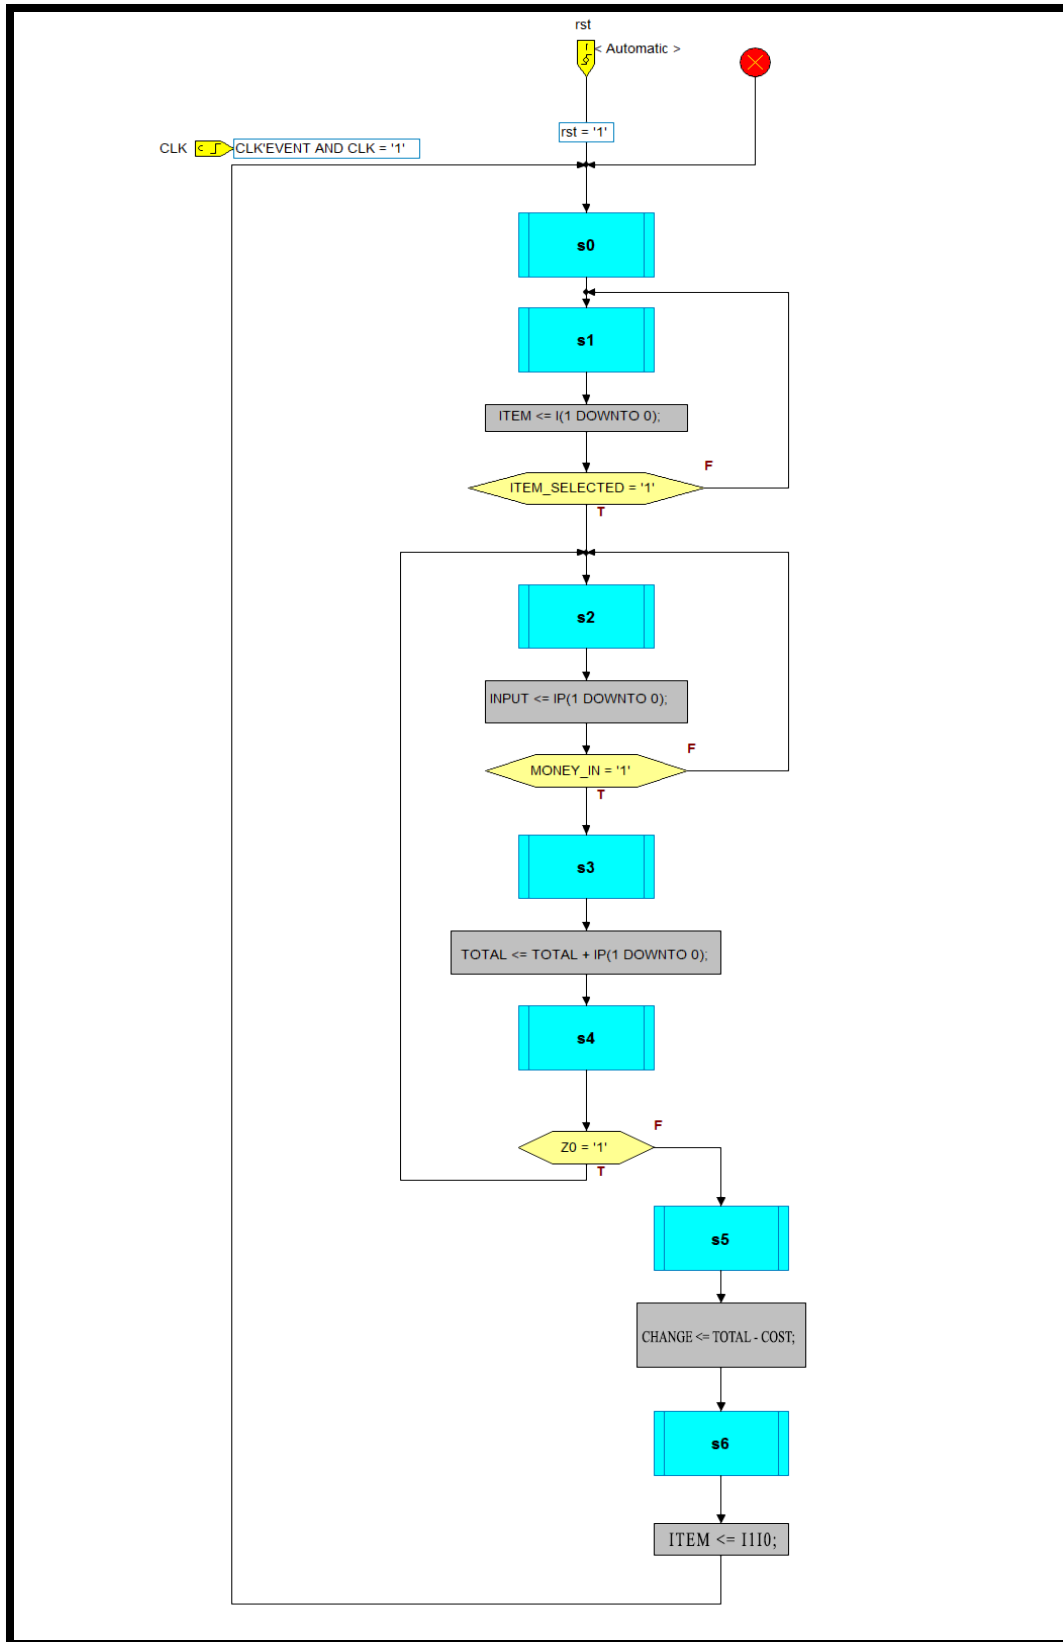 rst
< Automatic >
rst = '1'
CLK
CLK'EVENT AND CLK = '1'
s0
s1
ITEM <= I(1 DOWNTO 0);
F
ITEM_SELECTED = '1'
T
s2
INPUT <= IP(1 DOWNTO 0);
F
MONEY_IN = '1'
T
s3
TOTAL <= TOTAL + IP(1 DOWNTO 0);
s4
F
Z0 = '1'
T
s5
CHANGE <= TOTAL - COST;
s6
ITEM <= I1I0;